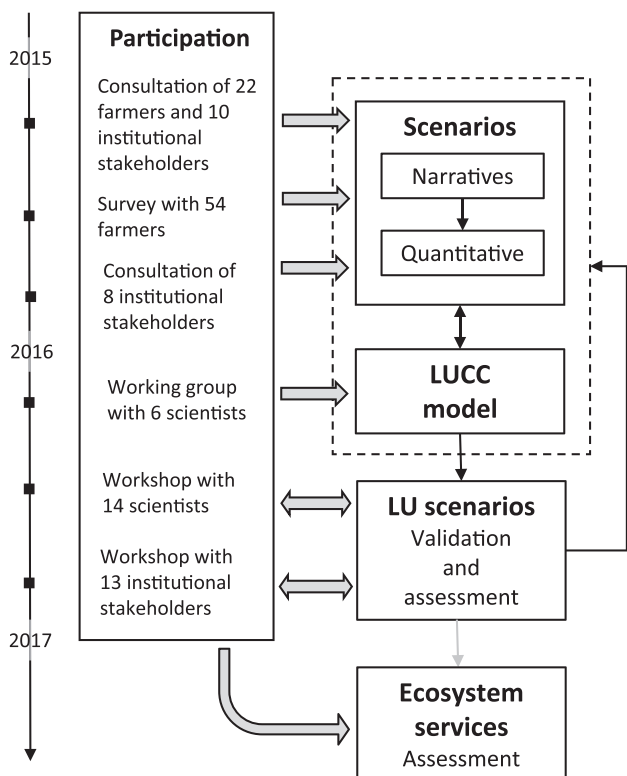 2015
2016
2017
Participation
Consultation of 22
farmers and 10
institutional
stakeholders
Survey with 54
farmers
Consultation of
8 institutional
stakeholders
Working group
with 6 scientists
Workshop with
14 scientists
Workshop with
13 institutional
stakeholders
Scenarios
Narratives
Quantitative
LUCC
model
LU scenarios
Validation
and
assessment
Ecosystem
services
Assessment